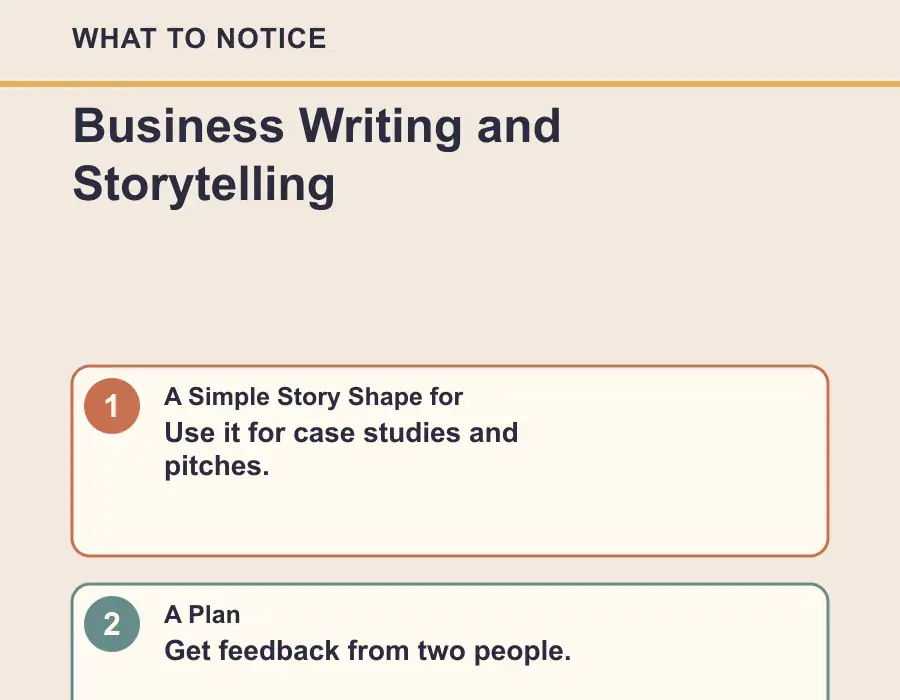 WHAT TO NOTICE
Business Writing and
Storytelling
1
A Simple Story Shape for
Use it for case studies and
pitches.
2
A Plan
Get feedback from two people.